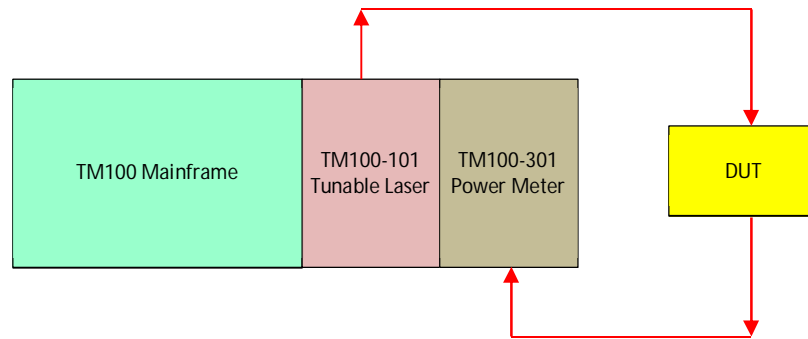 TM100 Mainframe
TM100-101
Tunable Laser
TM100-301
Power Meter
DUT